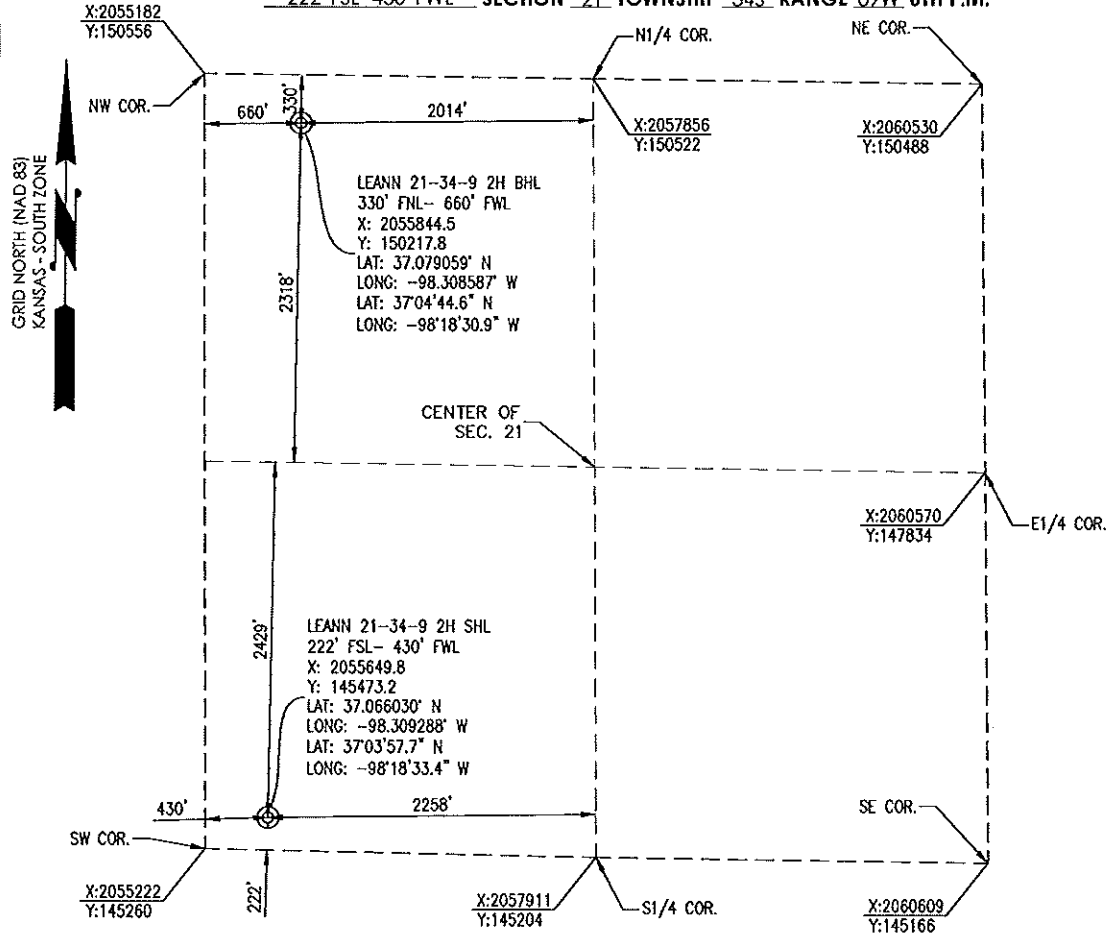 222' FSL-430' FWL SECTION 21 TOWNSHIP 34S RANGE 09W 6TH P.M.
X:2055182
Y:150556
N1/4 COR.
NE COR.
NW COR.
660'
330'
2014'
X:2057856
Y:150522
X:2060530
Y:150488
GRID NORTH (NAD 83)
KANSAS - SOUTH ZONE
LEANN 21-34-9 2H BHL
330' FNL- 660' FWL
X: 2055844.5
Y: 150217.8
LAT: 37.079059° N
LONG: -98.308587° W
LAT: 37°04'44.6" N
LONG: -98°18'30.9" W
2318'
CENTER OF
SEC. 21
X:2060570
Y:147834
E1/4 COR.
2429'
LEANN 21-34-9 2H SHL
222' FSL- 430' FWL
X: 2055649.8
Y: 145473.2
LAT: 37.066030° N
LONG: -98.309288° W
LAT: 37°03'57.7" N
LONG: -98°18'33.4" W
430'
2258'
SW COR.
SE COR.
X:2055222
Y:145260
222'
X:2057911
Y:145204
S1/4 COR.
X:2060609
Y:145166